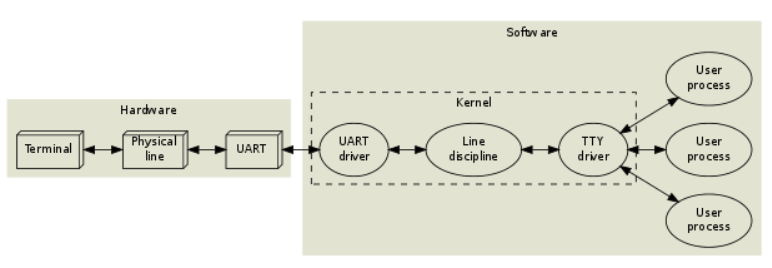 Software
Hardware
Kernel
Terminal
Physical
line
UART
UART
driver
Line
discipline
TTY
driver
User
process
User
process
User
process